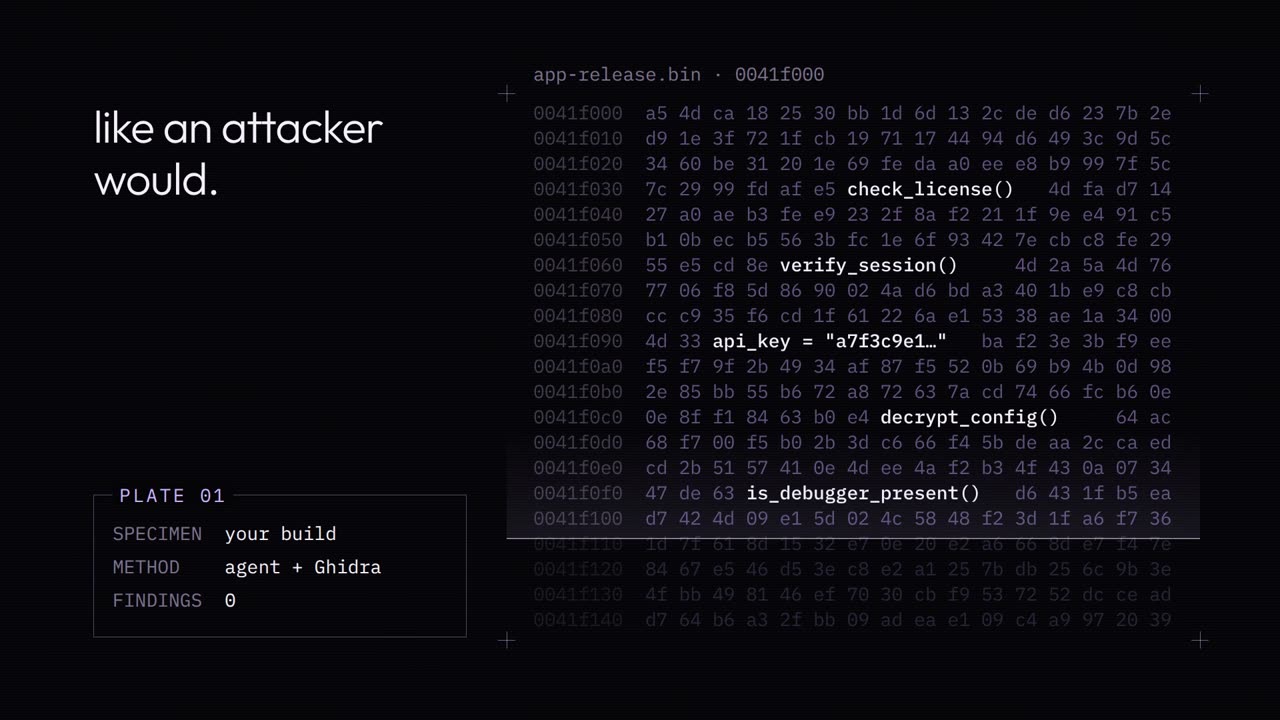 like an attacker
would.
PLATE 01
SPECIMEN your build
METHOD agent + Ghidra
FINDINGS 0
app-release.bin · 0041f000
0041f000 a5 4d ca 18 25 30 bb 1d 6d 13 2c de d6 23 7b 2e
0041f010 d9 1e 3f 72 1f cb 19 71 17 44 94 d6 49 3c 9d 5c
0041f020 34 60 be 31 20 1e 69 fe da a0 ee e8 b9 99 7f 5c
0041f030 7c 29 99 fd af e5 check_license() 4d fa d7 14
0041f040 27 a0 ae b3 fe e9 23 2f 8a f2 21 1f 9e e4 91 c5
0041f050 b1 0b ec b5 56 3b fc 1e 6f 93 42 7e cb c8 fe 29
0041f060 55 e5 cd 8e verify_session() 4d 2a 5a 4d 76
0041f070 77 06 f8 5d 86 90 02 4a d6 bd a3 40 1b e9 c8 cb
0041f080 cc c9 35 f6 cd 1f 61 22 6a e1 53 38 ae 1a 34 00
0041f090 4d 33 api_key = "a7f3c9e1…" ba f2 3e 3b f9 ee
0041f0a0 f5 f7 9f 2b 49 34 af 87 f5 52 0b 69 b9 4b 0d 98
0041f0b0 2e 85 bb 55 b6 72 a8 72 63 7a cd 74 66 fc b6 0e
0041f0c0 0e 8f f1 84 63 b0 e4 decrypt_config() 64 ac
0041f0d0 68 f7 00 f5 b0 2b 3d c6 66 f4 5b de aa 2c ca ed
0041f0e0 cd 2b 51 57 41 0e 4d ee 4a f2 b3 4f 43 0a 07 34
0041f0f0 47 de 63 is_debugger_present() d6 43 1f b5 ea
0041f100 d7 42 4d 09 e1 5d 02 4c 58 48 f2 3d 1f a6 f7 36
0041f110 1d 7f 61 8d 15 32 e7 0e 20 e2 a6 66 8d e7 f4 7e
0041f120 84 67 e5 46 d5 3e c8 e2 a1 25 7b db 25 6c 9b 3e
0041f130 4f bb 49 81 46 ef 70 30 cb f9 53 72 52 dc ce ad
0041f140 d7 64 b6 a3 2f bb 09 ad ea e1 09 c4 a9 97 20 39